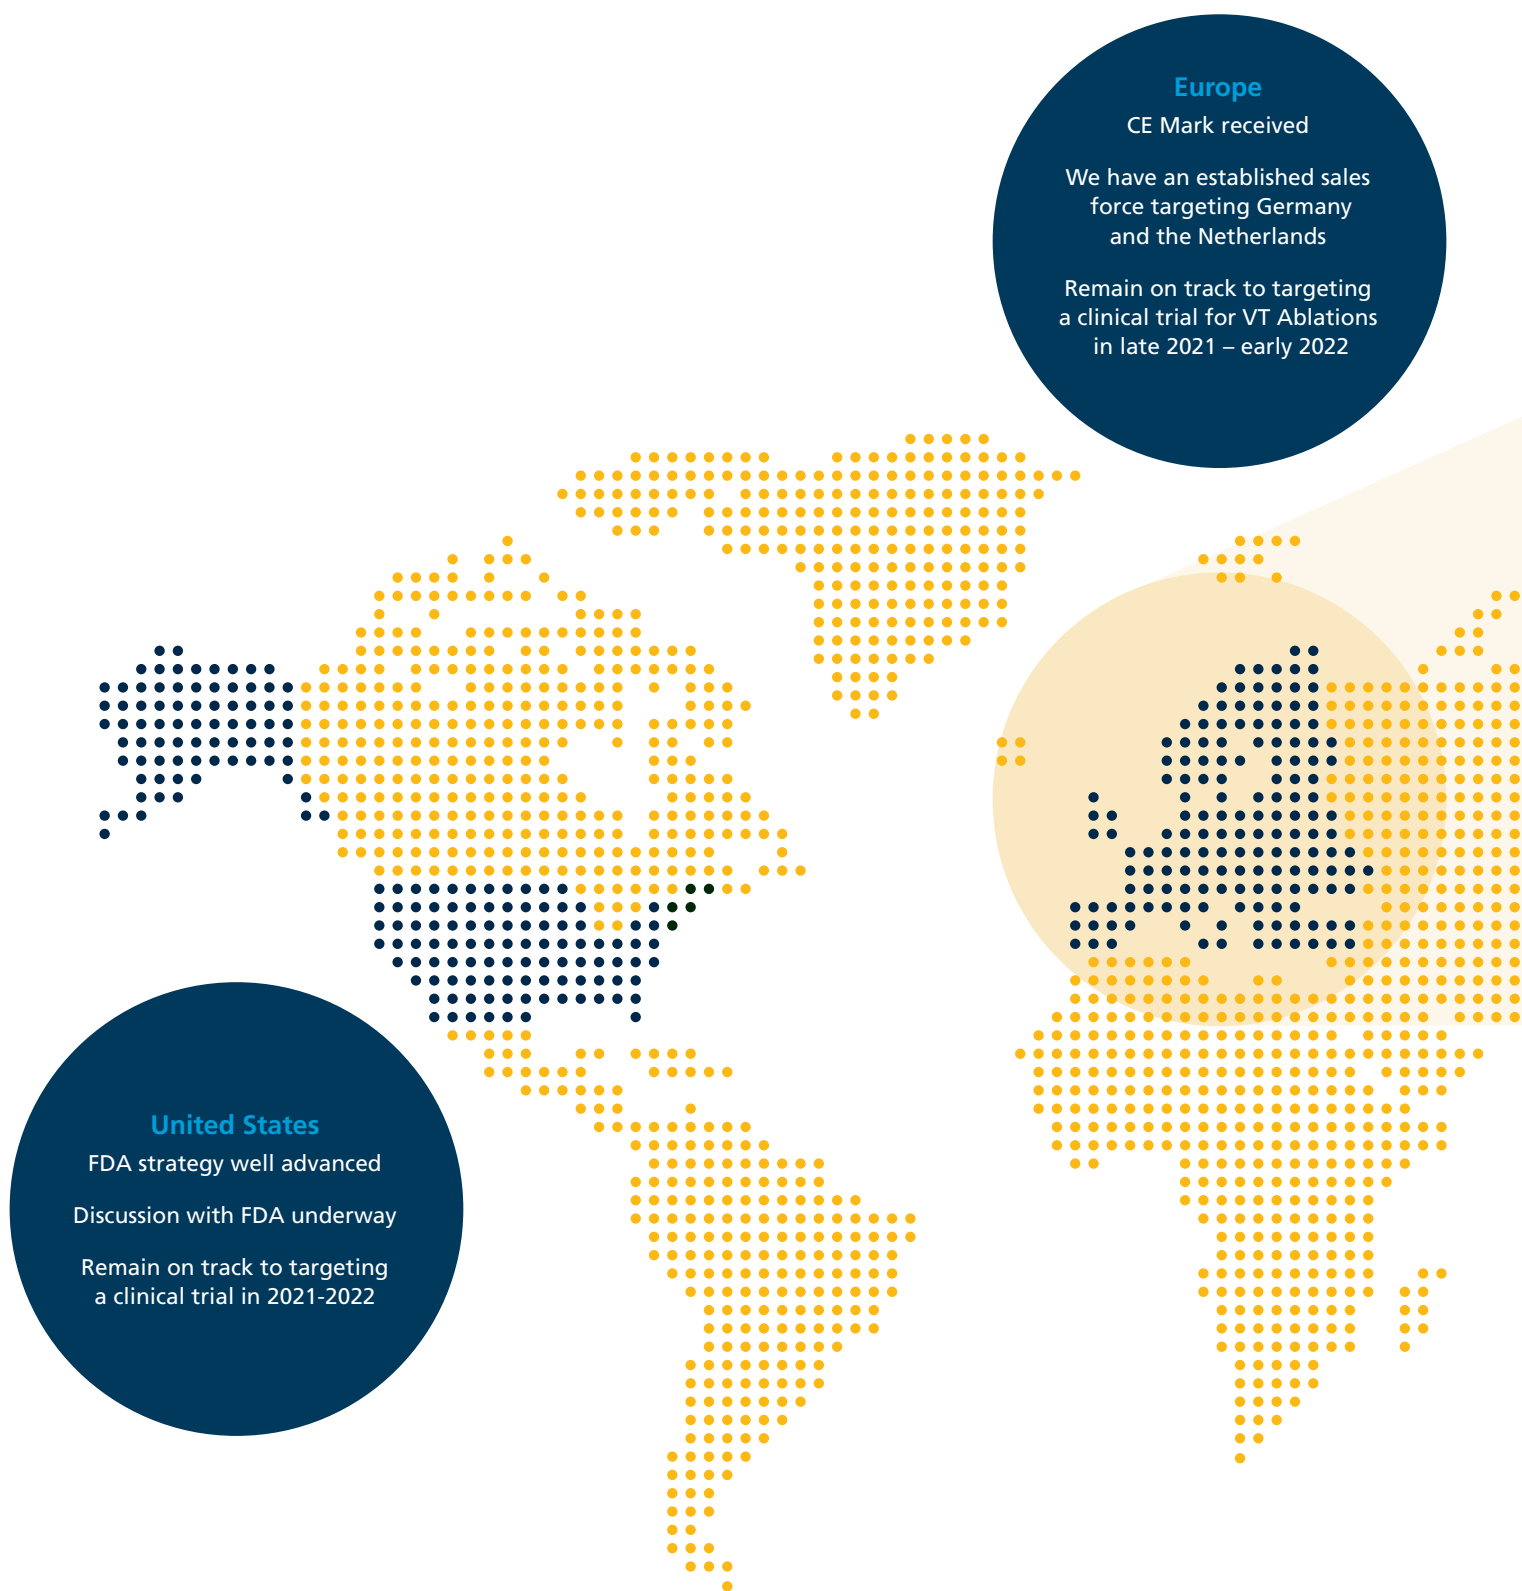 Europe
CE Mark received
We have an established sales
force targeting Germany
and the Netherlands
Remain on track to targeting
a clinical trial for VT Ablations
in late 2021 – early 2022
United States
FDA strategy well advanced
Discussion with FDA underway
Remain on track to targeting
a clinical trial in 2021-2022